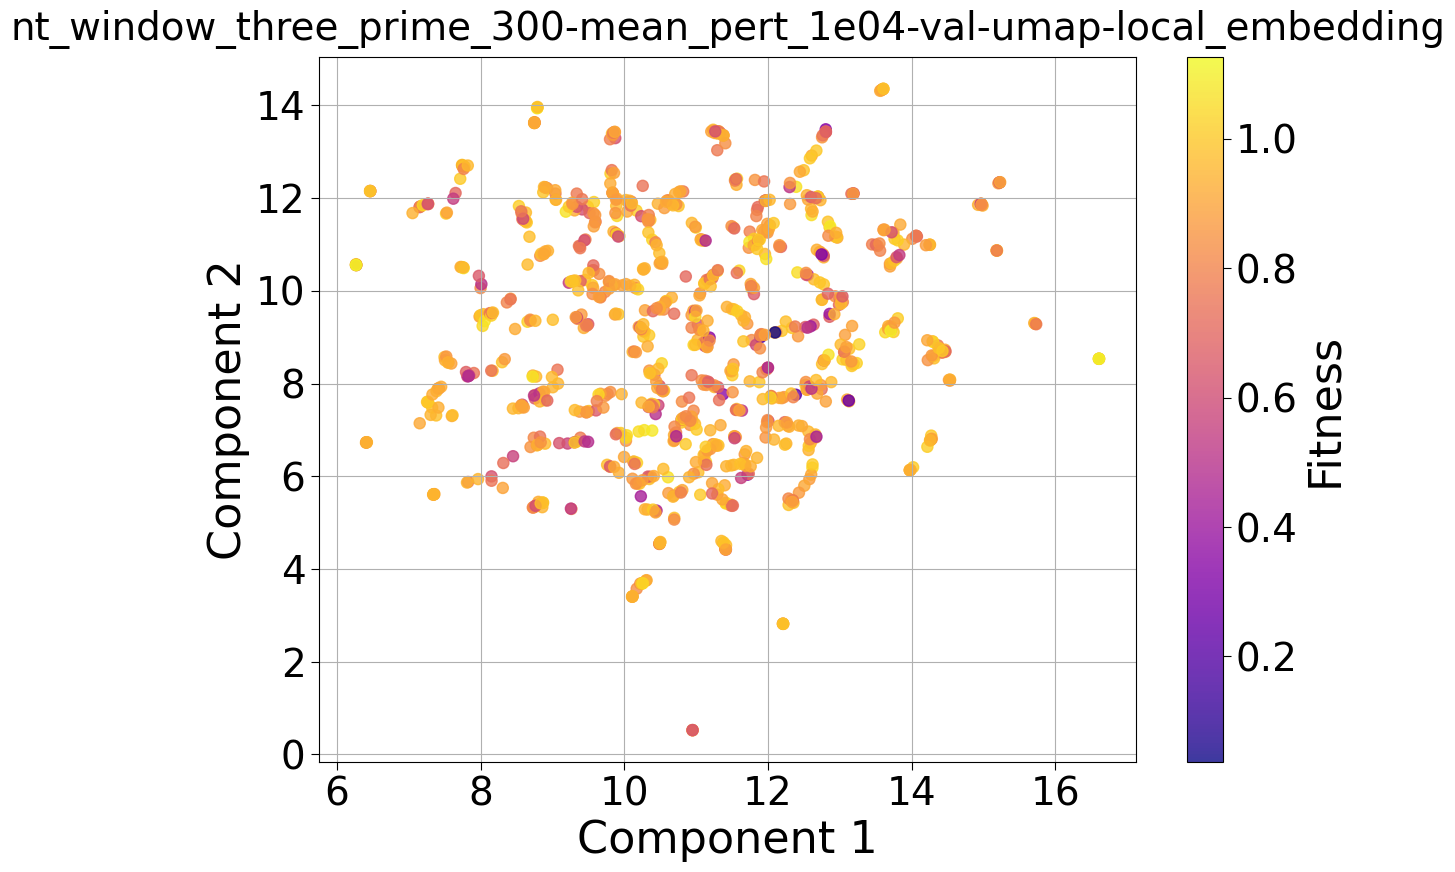 nt_window_three_prime_300-mean_pert_1e04-val-umap-local_embedding
14
12
10
8
6
4
2
0
Component 2
6 8 10 12 14 16
Component 1
1.0
0.8
0.6
0.4
0.2
Fitness